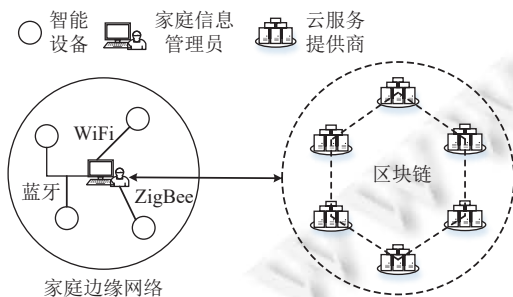 智能
设备
家庭信息
管理员
云服务
提供商
WiFi
蓝牙
ZigBee
区块链
家庭边缘网络